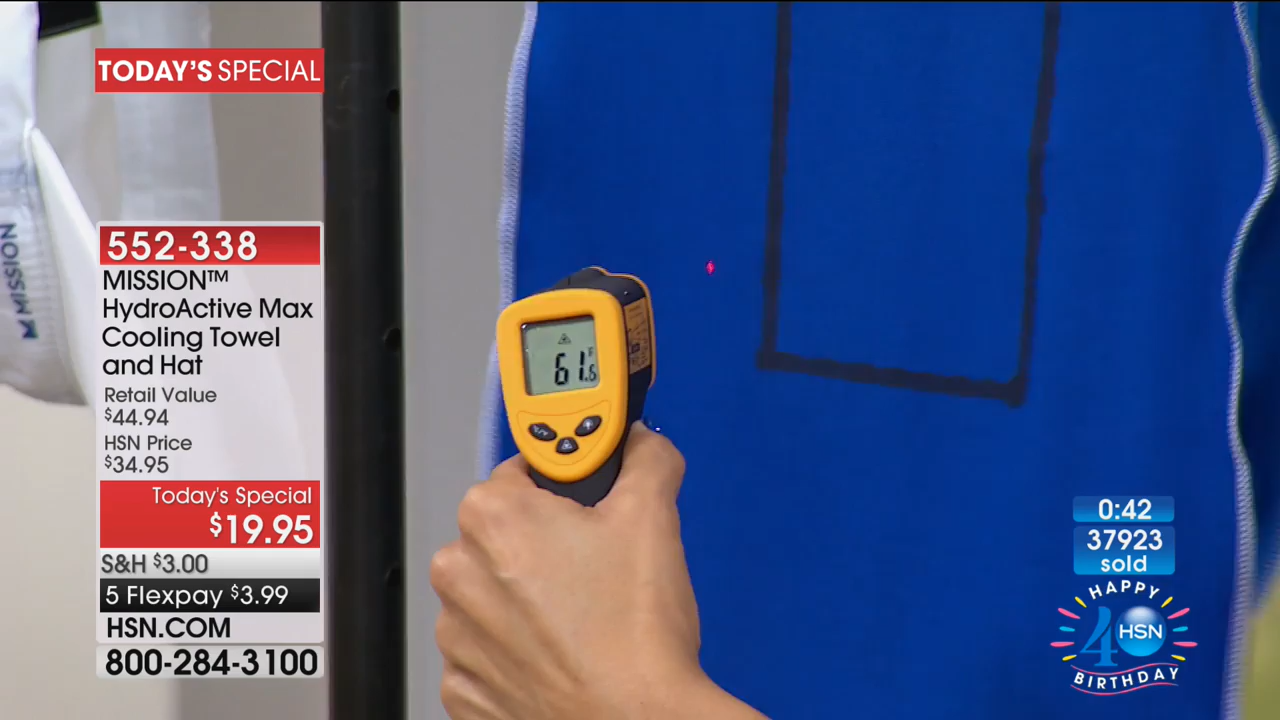 TODAY'S SPECIAL
552-338
MISSION™
HydroActive Max
Cooling Towel
and Hat
Retail Value
$44.94
HSN Price
$34.95
Today's Special
$19.95
S&H $3.00
5 Flexpay $3.99
HSN.COM
800-284-3100
MISSION
61.6
F
0:42
37923
sold
HAPPY
40
HSN
BIRTHDAY